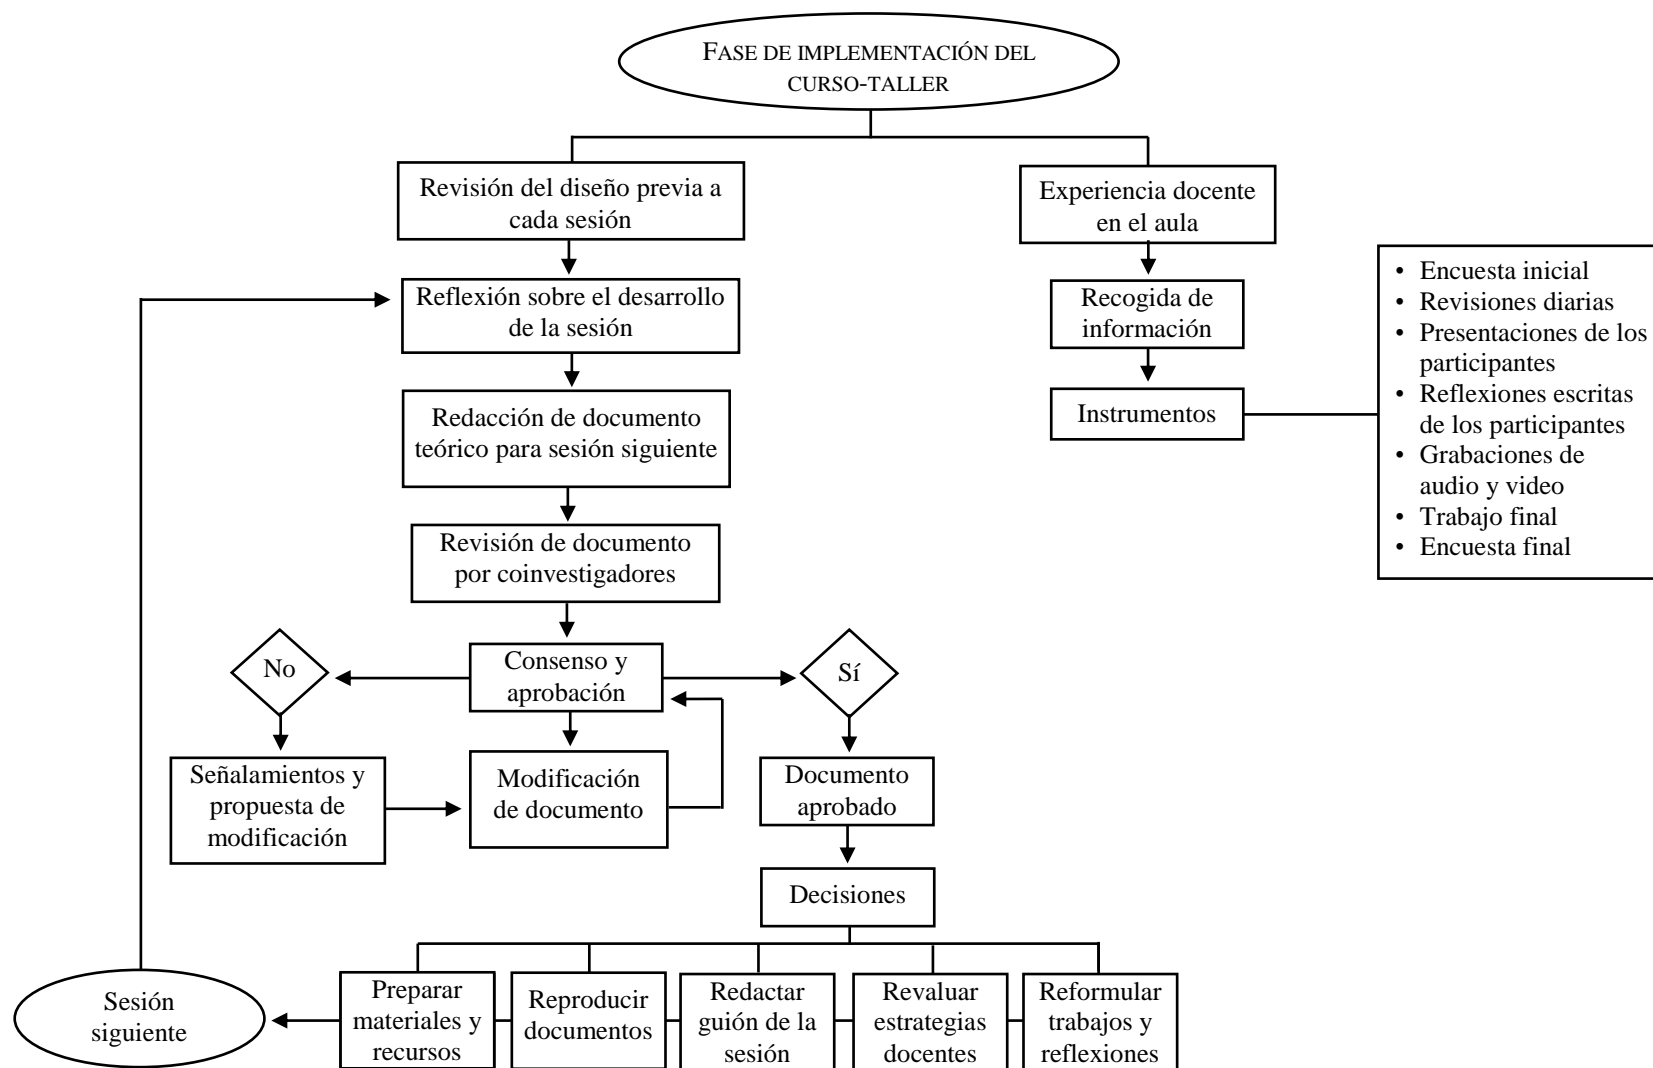 FASE DE IMPLEMENTACIÓN DEL
CURSO-TALLER
Revisión del diseño previa a
cada sesión
Experiencia docente
en el aula
Reflexión sobre el desarrollo
de la sesión
Recogida de
información
Redacción de documento
teórico para sesión siguiente
Instrumentos
• Encuesta inicial
• Revisiones diarias
• Presentaciones de los
participantes
• Reflexiones escritas
de los participantes
• Grabaciones de
audio y video
• Trabajo final
• Encuesta final
Revisión de documento
por coinvestigadores
No
Consenso y
aprobación
Sí
Señalamientos y
propuesta de
modificación
Modificación
de documento
Documento
aprobado
Decisiones
Sesión
siguiente
Preparar
materiales y
recursos
Reproducir
documentos
Redactar
guión de la
sesión
Revaluar
estrategias
docentes
Reformular
trabajos y
reflexiones